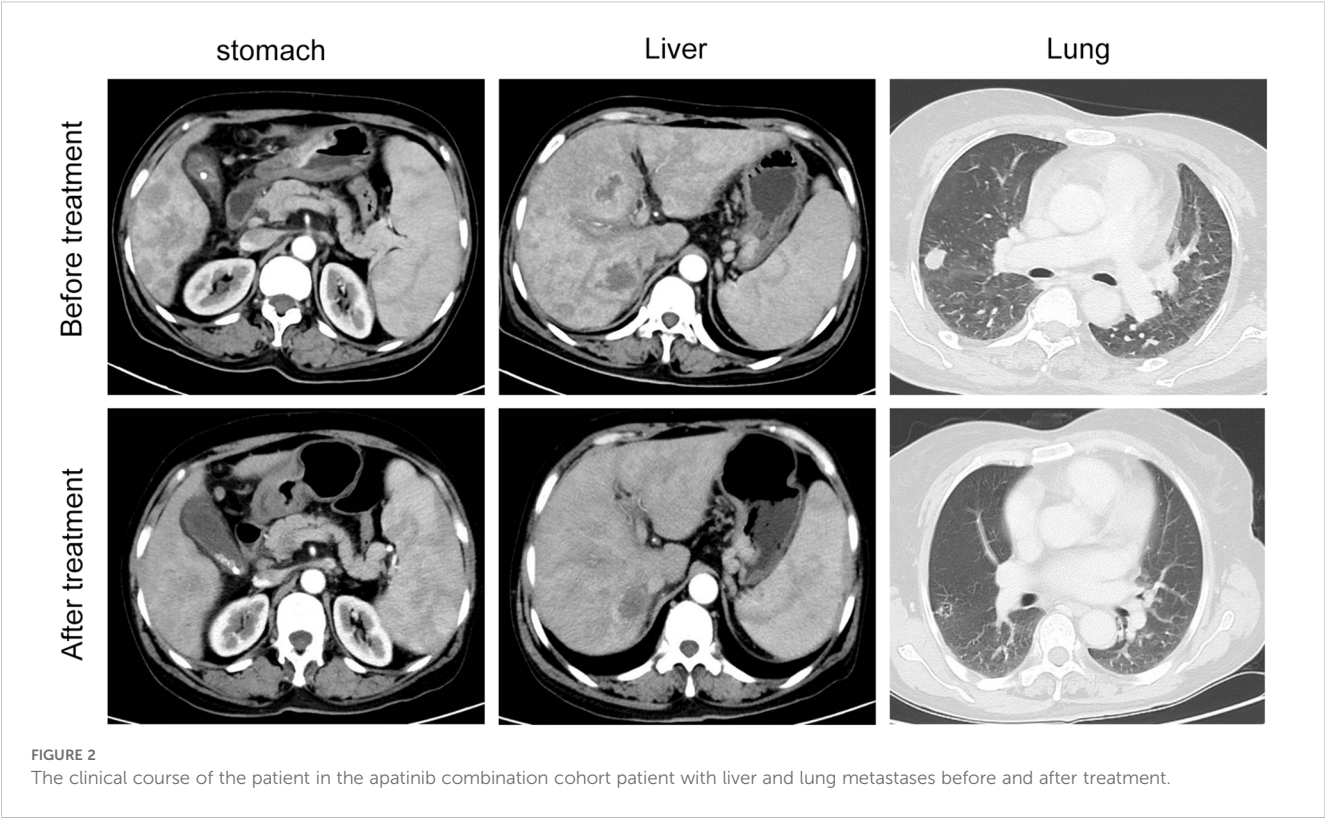 stomach
Liver
Lung
Before treatment
After treatment
FIGURE 2
The clinical course of the patient in the apatinib combination cohort patient with liver and lung metastases before and after treatment.